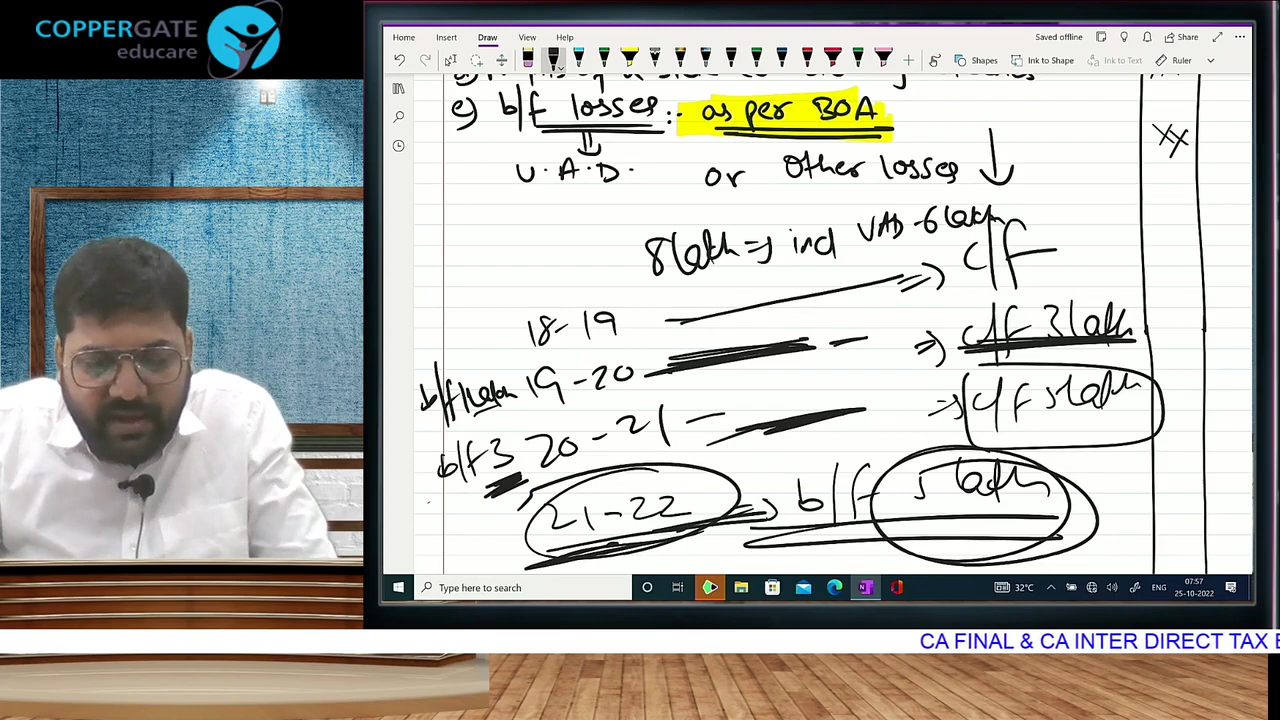 COPPERGATE
educare
Home Insert Draw View Help
Saved offline
Share
Shapes
Ink to Shape
Ink to Math
Ruler
e) b/f losses :- as per BOA
U.A.D. or Other losses
8 lakh => incl UAD-6 lakh
c/f
18-19
c/f 3 lakh
b/f 19-20
c/f 5 lakh
b/f 3 20-21
21-22 => b/f 5 lakh
Type here to search
32°C
ENG
07:57
25-10-2022
CA FINAL & CA INTER DIRECT TAX